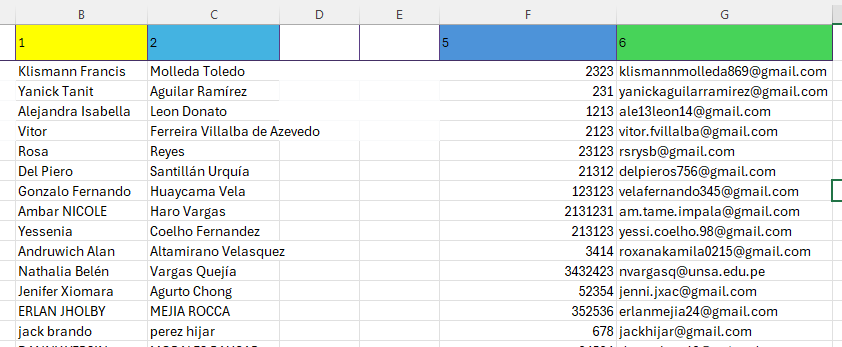 B C D E F G
1 2 5 6
Klismann Francis Molleda Toledo 2323 klismannmolleda869@gmail.com
Yanick Tanit Aguilar Ramírez 231 yanickaguilarramirez@gmail.com
Alejandra Isabella Leon Donato 1213 ale13leon14@gmail.com
Vitor Ferreira Villalba de Azevedo 2123 vitor.fvillalba@gmail.com
Rosa Reyes 23123 rsrysb@gmail.com
Del Piero Santillán Urquía 21312 delpieros756@gmail.com
Gonzalo Fernando Huaycama Vela 123123 velafernando345@gmail.com
Ambar NICOLE Haro Vargas 2131231 am.tame.impala@gmail.com
Yessenia Coelho Fernandez 213123 yessi.coelho.98@gmail.com
Andruwich Alan Altamirano Velasquez 3414 roxanakamila0215@gmail.com
Nathalia Belén Vargas Quejía 3432423 nvargasq@unsa.edu.pe
Jenifer Xiomara Agurto Chong 52354 jenni.jxac@gmail.com
ERLAN JHOLBY MEJIA ROCCA 352536 erlanmejia24@gmail.com
jack brando perez hijar 678 jackhijar@gmail.com